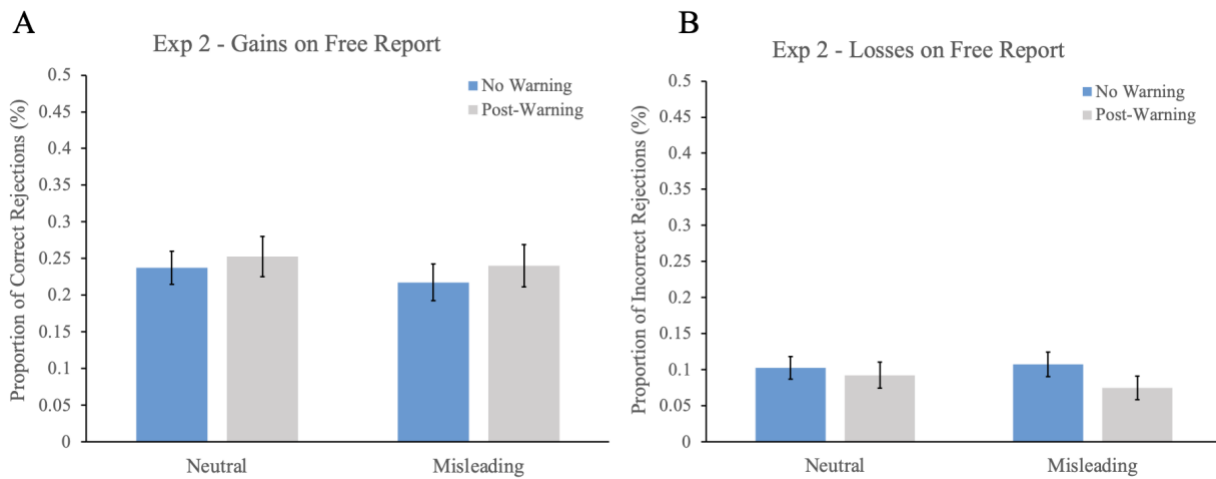 A
Exp 2 - Gains on Free Report
No Warning
Post-Warning
Proportion of Correct Rejections (%)
0.5
0.45
0.4
0.35
0.3
0.25
0.2
0.15
0.1
0.05
0
Neutral
Misleading
B
Exp 2 - Losses on Free Report
No Warning
Post-Warning
Proportion of Incorrect Rejections (%)
0.5
0.45
0.4
0.35
0.3
0.25
0.2
0.15
0.1
0.05
0
Neutral
Misleading